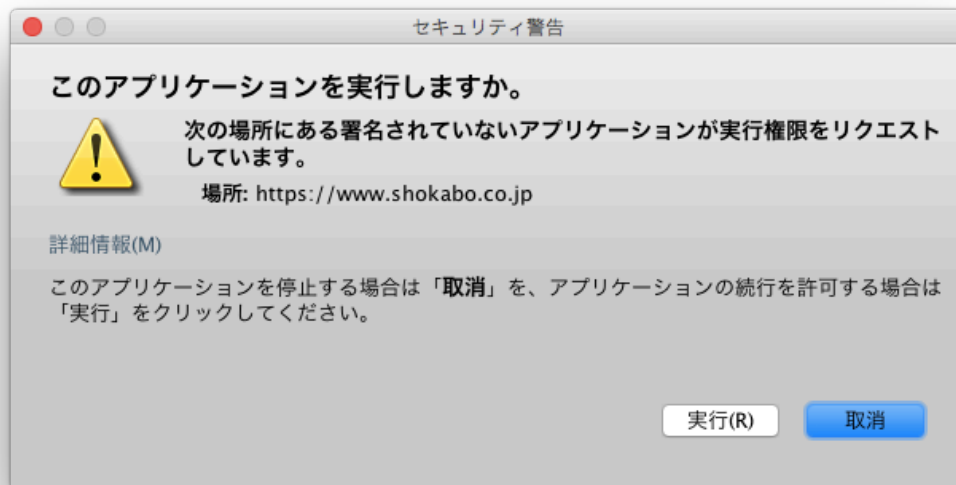 セキュリティ警告
このアプリケーションを実行しますか。
次の場所にある署名されていないアプリケーションが実行権限をリクエスト
しています。
場所: https://www.shokabo.co.jp
詳細情報(M)
このアプリケーションを停止する場合は「取消」を、アプリケーションの続行を許可する場合は
「実行」をクリックしてください。
実行(R) 取消